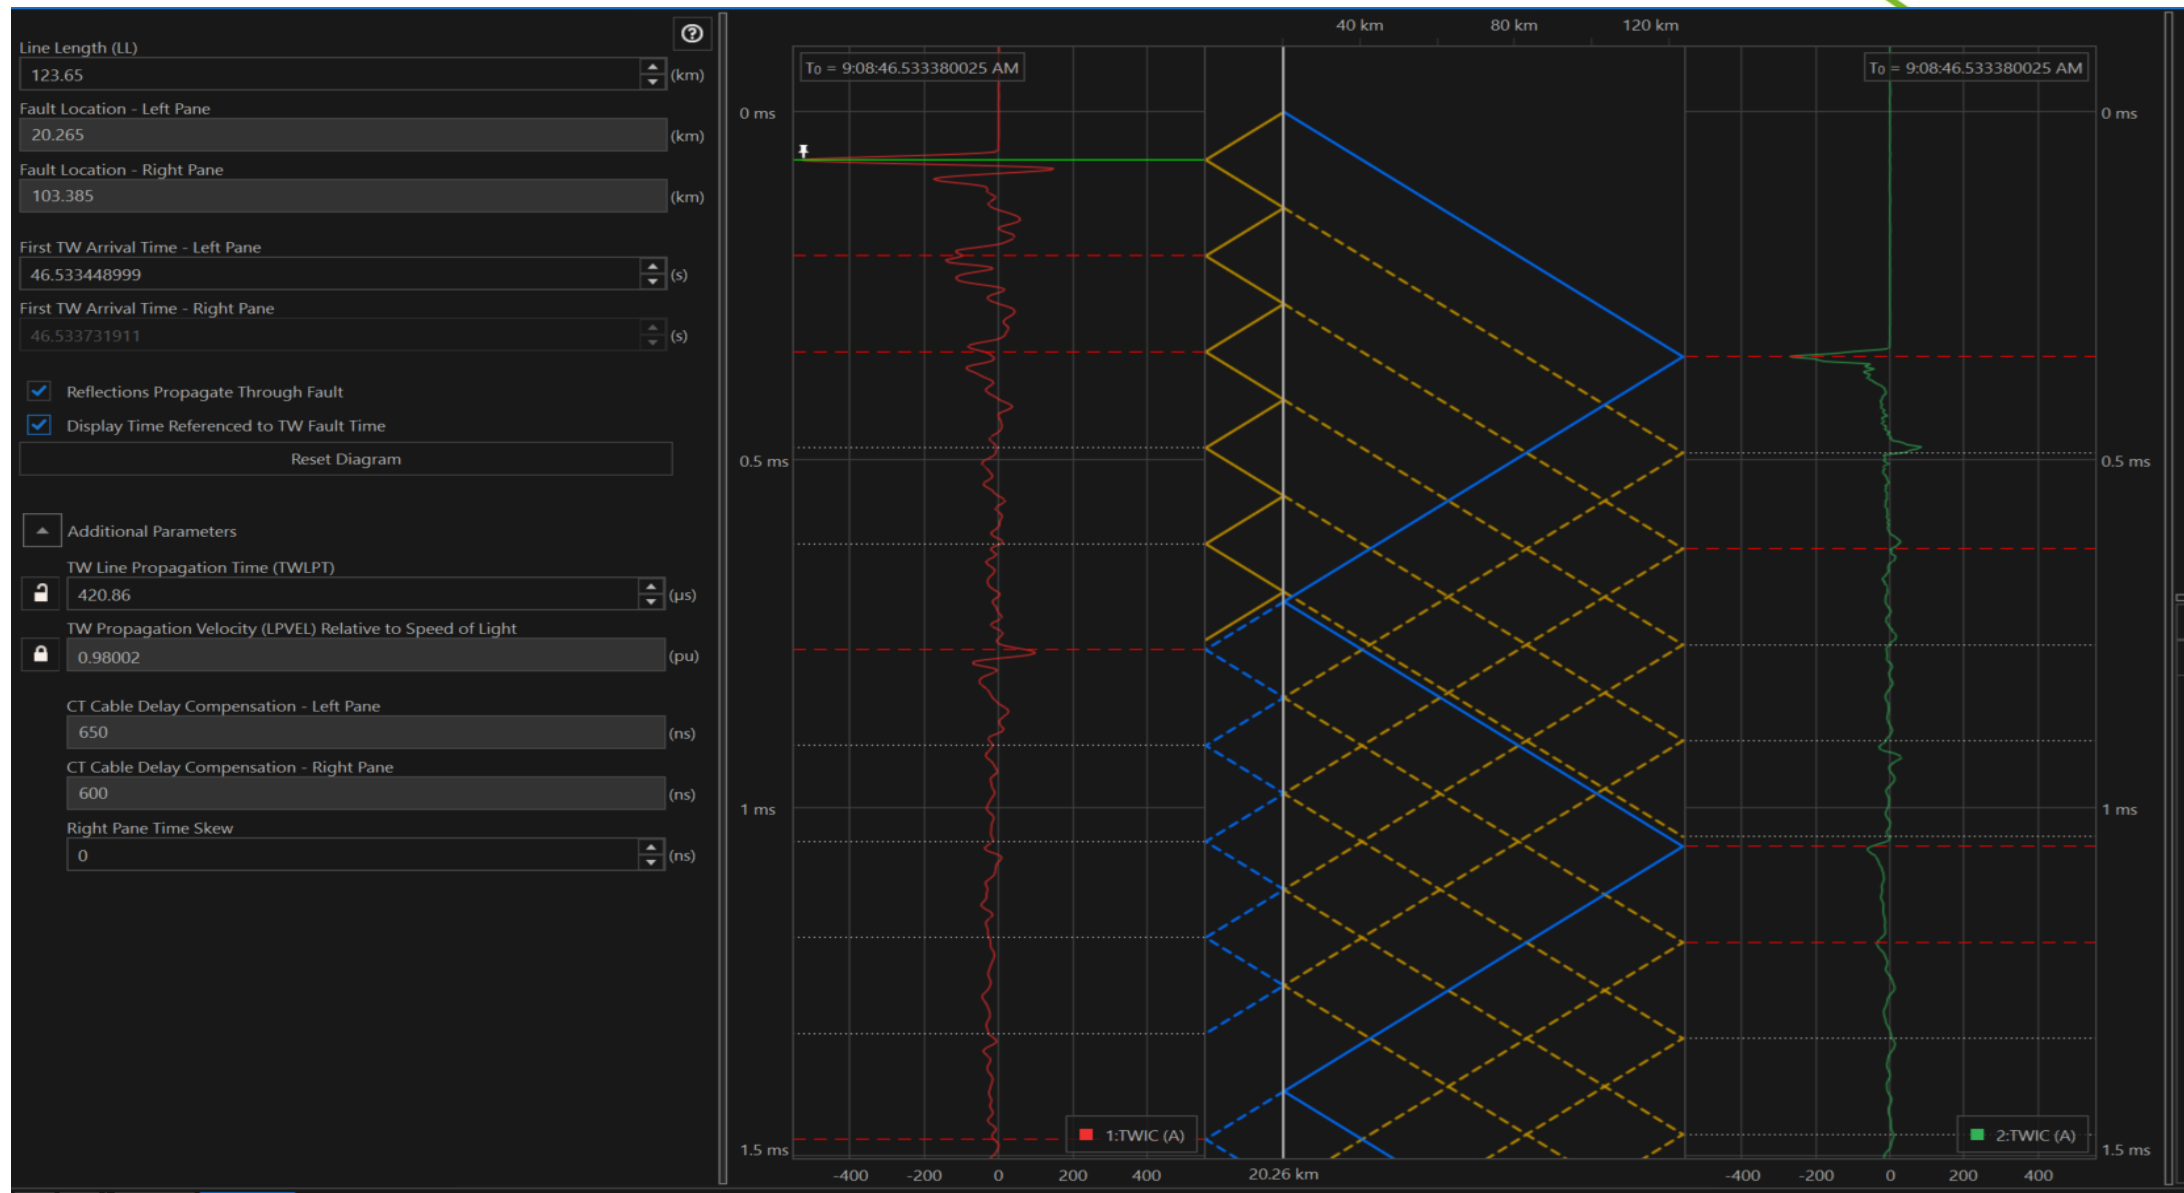 Line Length (LL)
123.65 (km)
Fault Location - Left Pane
20.265 (km)
Fault Location - Right Pane
103.385 (km)
First TW Arrival Time - Left Pane
46.533448999 (s)
First TW Arrival Time - Right Pane
46.533731911 (s)
Reflections Propagate Through Fault
Display Time Referenced to TW Fault Time
Reset Diagram
Additional Parameters
TW Line Propagation Time (TWLPT)
420.86 (µs)
TW Propagation Velocity (LPVEL) Relative to Speed of Light
0.98002 (pu)
CT Cable Delay Compensation - Left Pane
650 (ns)
CT Cable Delay Compensation - Right Pane
600 (ns)
Right Pane Time Skew
0 (ns)
40 km 80 km 120 km
T0 = 9:08:46.533380025 AM T0 = 9:08:46.533380025 AM
0 ms 0 ms
0.5 ms 0.5 ms
1 ms 1 ms
1:TWIC (A) 2:TWIC (A)
1.5 ms 1.5 ms
-400 -200 0 200 400 20.26 km -400 -200 0 200 400